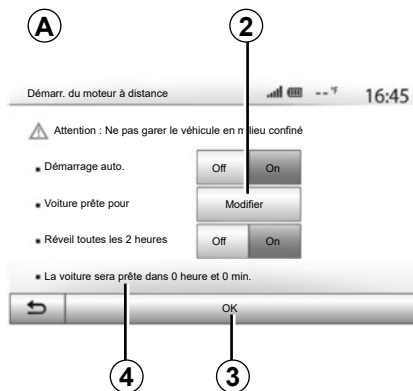 A
2
Démarr. du moteur à distance
--°F
16:45
Attention : Ne pas garer le véhicule en milieu confiné
Démarrage auto.
Off
On
Voiture prête pour
Modifier
Réveil toutes les 2 heures
Off
On
La voiture sera prête dans 0 heure et 0 min.
OK
4
3